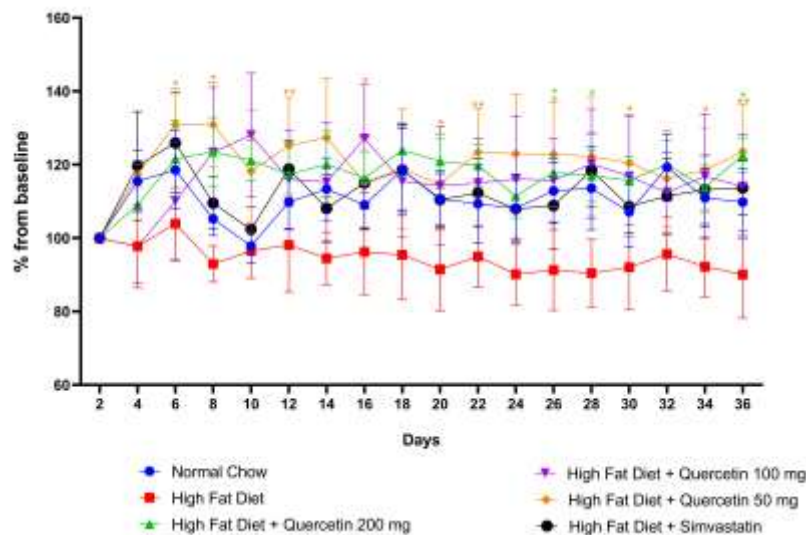 160
140
120
100
80
60
% from baseline
2 4 6 8 10 12 14 16 18 20 22 24 26 28 30 32 34 36
Days
Normal Chow
High Fat Diet
High Fat Diet + Quercetin 200 mg
High Fat Diet + Quercetin 100 mg
High Fat Diet + Quercetin 50 mg
High Fat Diet + Simvastatin